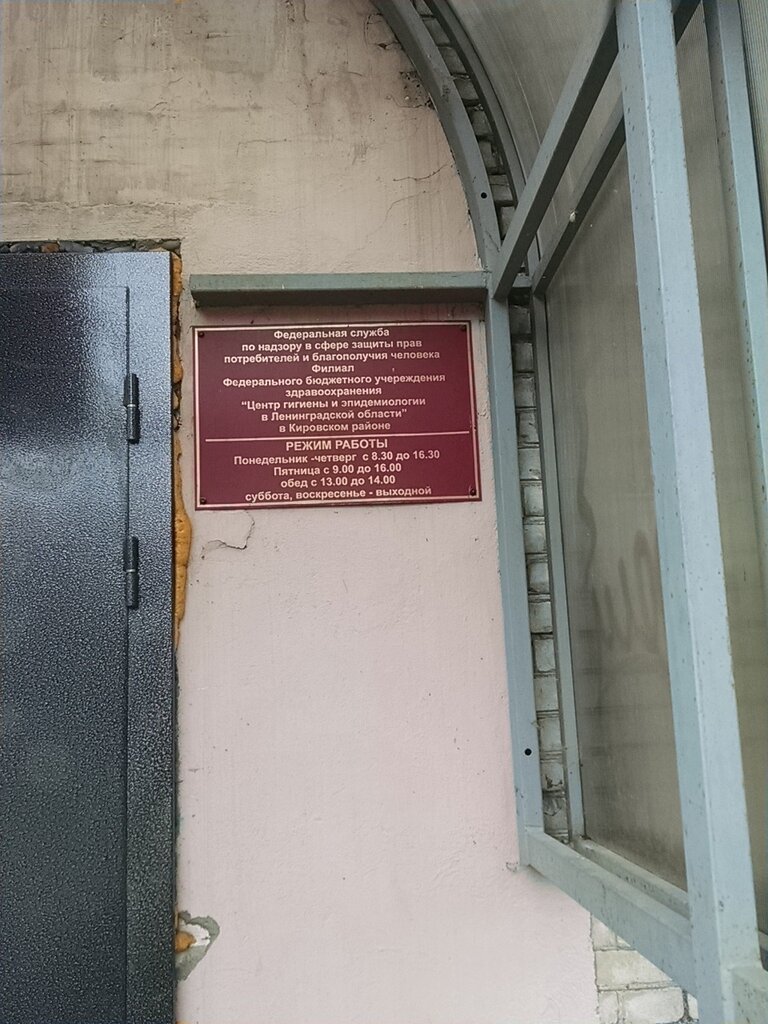 Федеральная служба
по надзору в сфере защиты прав
потребителей и благополучия человека
Филиал
Федерального бюджетного учереждения
здравоохранения
“Центр гигиены и эпидемиологии
в Ленинградской области”
в Кировском районе
РЕЖИМ РАБОТЫ
Понедельник -четверг с 8.30 до 16.30
Пятница с 9.00 до 16.00
обед с 13.00 до 14.00
суббота, воскресенье - выходной